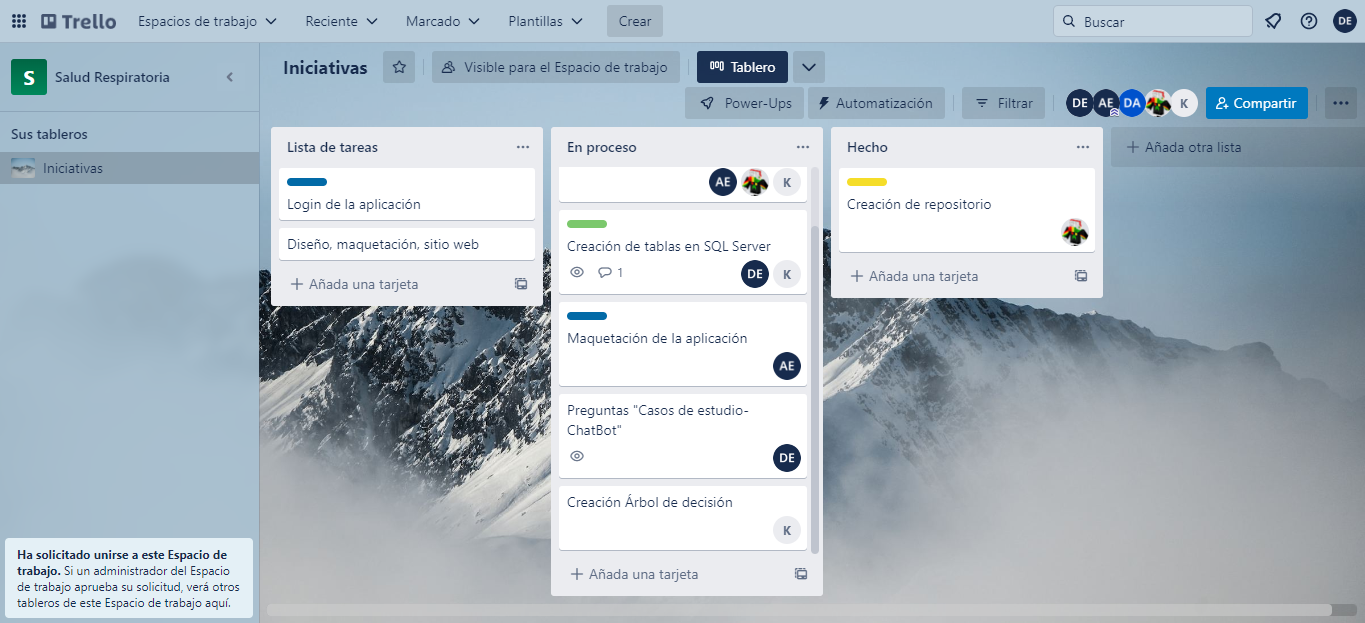 Trello
Espacios de trabajo
Reciente
Marcado
Plantillas
Crear
Buscar
DE
S
Salud Respiratoria
Iniciativas
Visible para el Espacio de trabajo
Tablero
Power-Ups
Automatización
Filtrar
DE
AE
DA
K
Compartir
Sus tableros
Iniciativas
Lista de tareas
Login de la aplicación
Diseño, maquetación, sitio web
Añada una tarjeta
En proceso
AE
K
Creación de tablas en SQL Server
1
DE
K
Maquetación de la aplicación
AE
Preguntas "Casos de estudio-
ChatBot"
DE
Creación Árbol de decisión
K
Añada una tarjeta
Hecho
Creación de repositorio
Añada una tarjeta
Añada otra lista
Ha solicitado unirse a este Espacio de
trabajo. Si un administrador del Espacio
de trabajo aprueba su solicitud, verá otros
tableros de este Espacio de trabajo aquí.